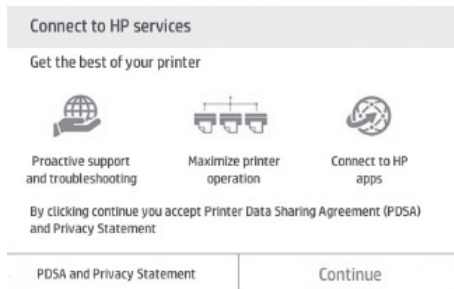 Connect to HP services
Get the best of your printer
Proactive support
and troubleshooting
Maximize printer
operation
Connect to HP
apps
By clicking continue you accept Printer Data Sharing Agreement (PDSA)
and Privacy Statement
PDSA and Privacy Statement
Continue